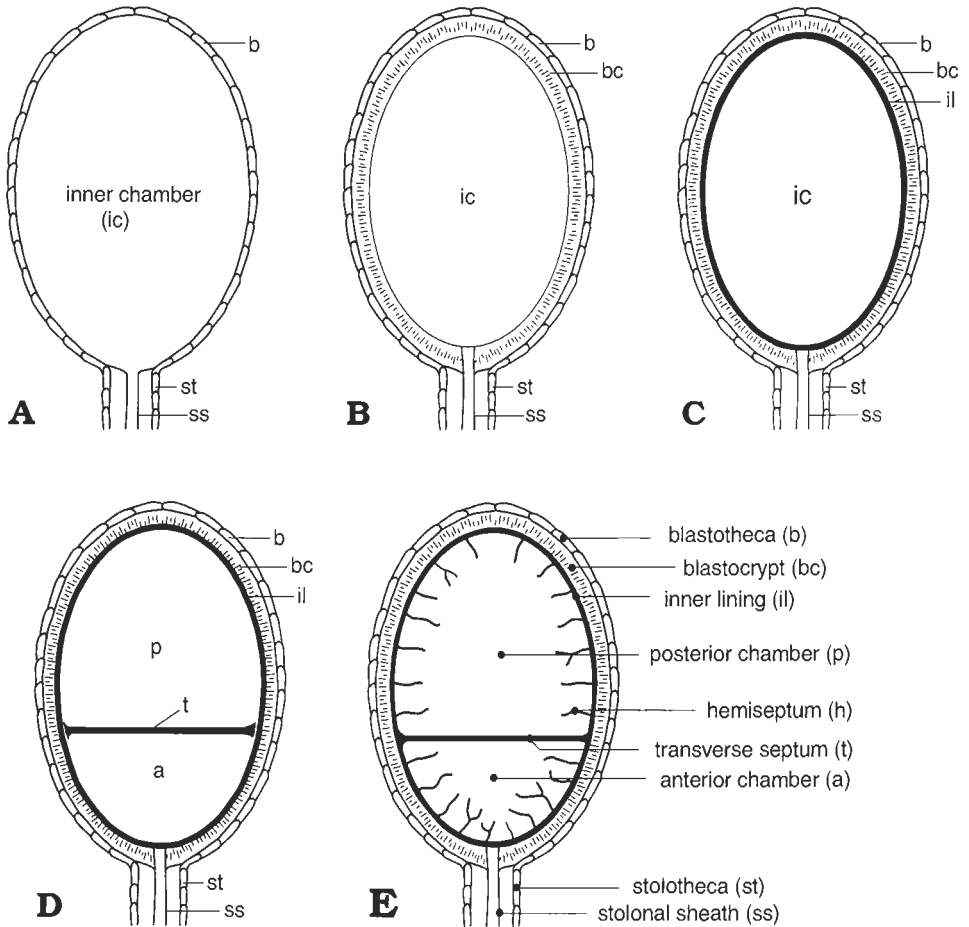 b
inner chamber
(ic)
st
ss
A
b
bc
ic
st
ss
B
b
bc
il
ic
st
ss
C
b
bc
il
p
t
a
st
ss
D
blastotheca (b)
blastocrypt (bc)
inner lining (il)
posterior chamber (p)
hemiseptum (h)
transverse septum (t)
anterior chamber (a)
stolotheca (st)
stolonal sheath (ss)
E